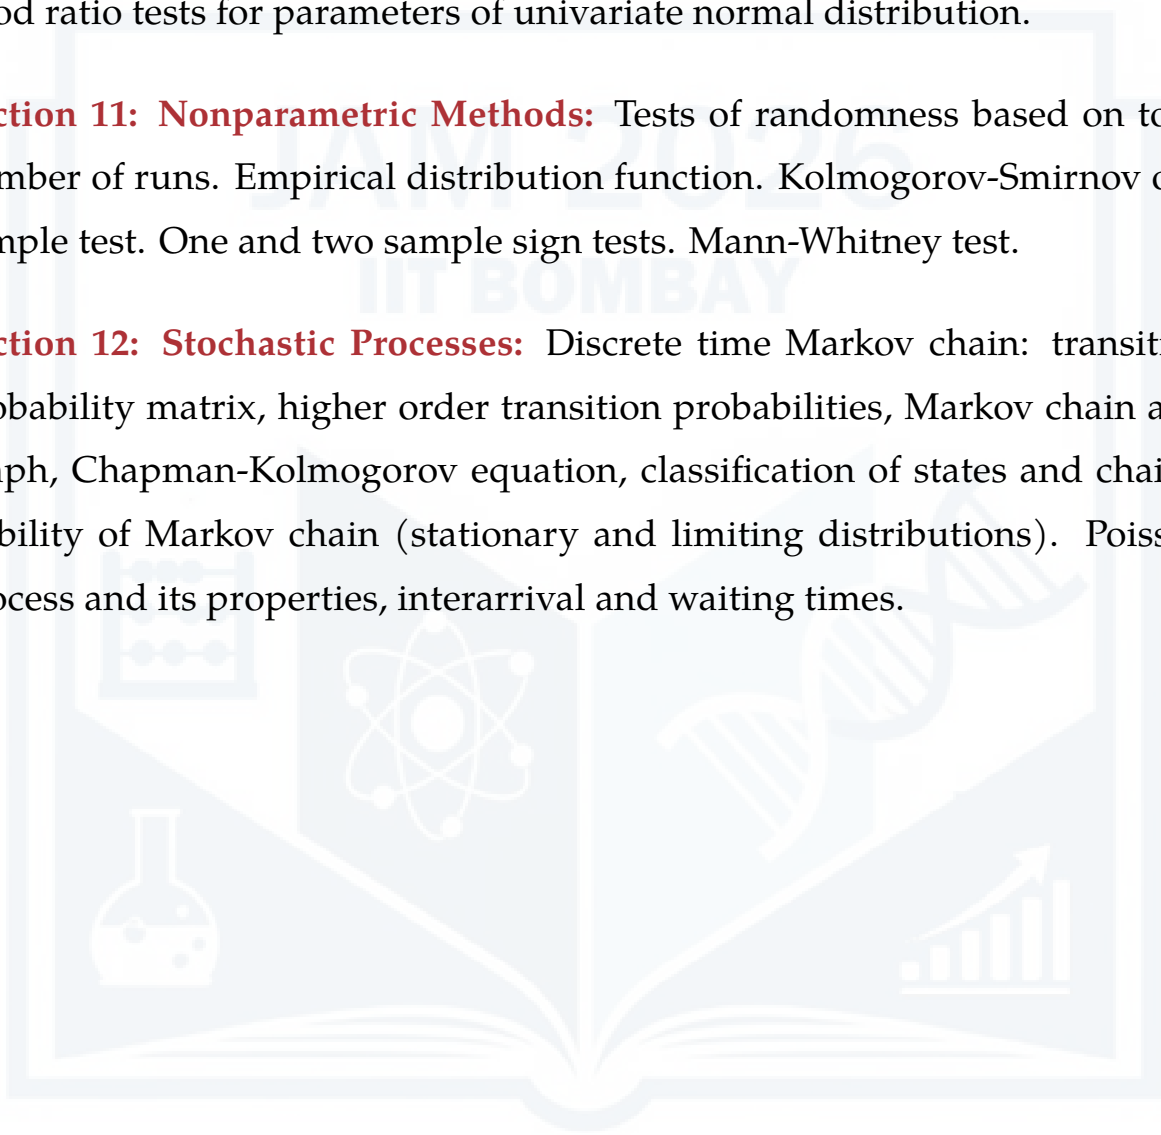 od ratio tests for parameters of univariate normal distribution.
ction 11: Nonparametric Methods: Tests of randomness based on to
mber of runs. Empirical distribution function. Kolmogorov-Smirnov o
mple test. One and two sample sign tests. Mann-Whitney test.
ction 12: Stochastic Processes: Discrete time Markov chain: transiti
obability matrix, higher order transition probabilities, Markov chain a
aph, Chapman-Kolmogorov equation, classification of states and chai
bility of Markov chain (stationary and limiting distributions). Poiss
ocess and its properties, interarrival and waiting times.
JAM 2026
IIT BOMBAY